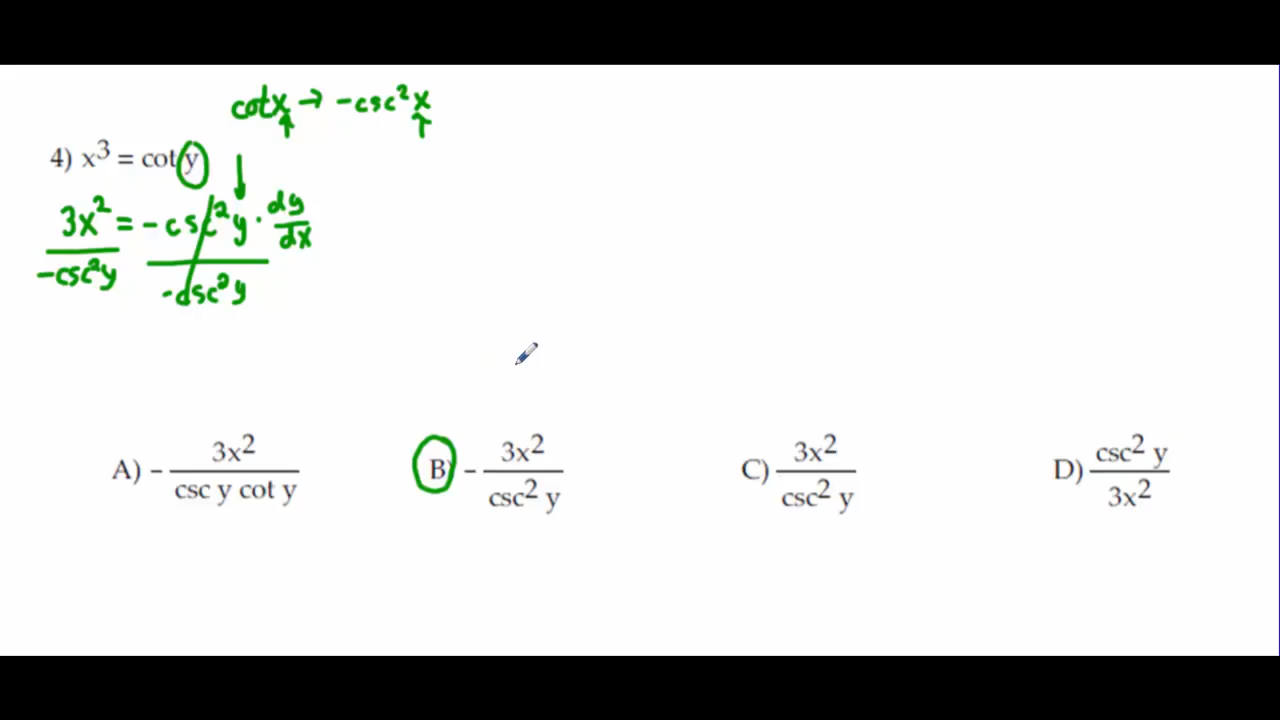 cotx → -csc²x
4) x³ = cot y
3x² = -csc²y · dy/dx
-csc²y   -csc²y
A) - 3x²/csc y cot y   B) - 3x²/csc² y   C) 3x²/csc² y   D) csc² y/3x²